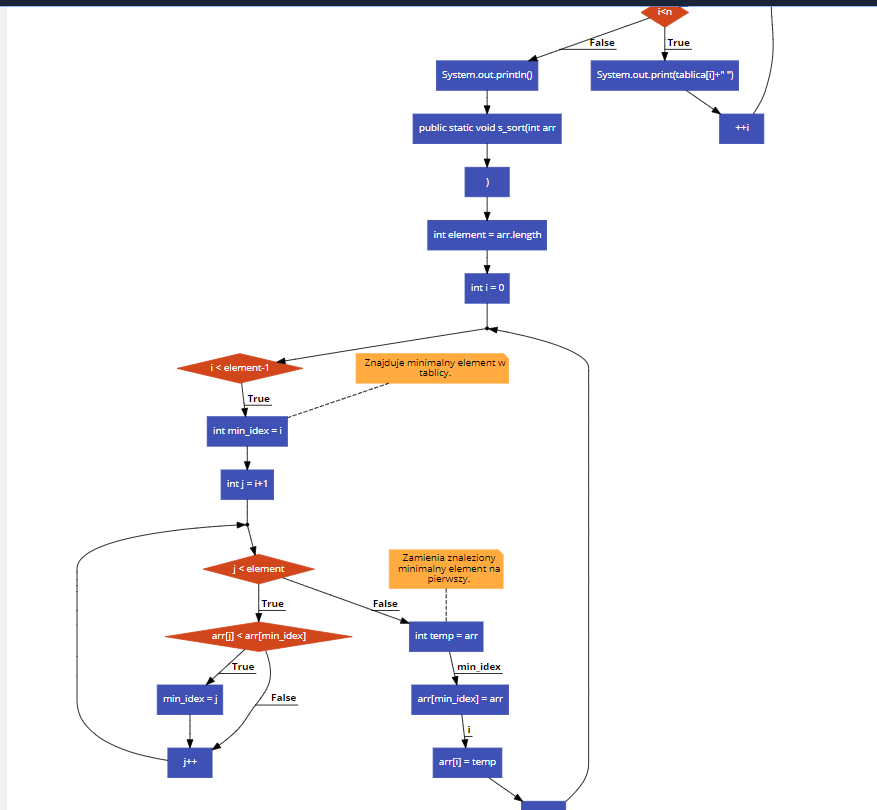 i<n
False
True
System.out.println()
System.out.print(tablica[i]+" ")
public static void s_sort(int arr
++i
)
int element = arr.length
int i = 0
i < element-1
Znajduje minimalny element w
tablicy.
True
int min_idex = i
int j = i+1
j < element
Zamienia znaleziony
minimalny element na
pierwszy.
True
False
arr[j] < arr[min_idex]
int temp = arr
True
min_idex
min_idex = j
False
arr[min_idex] = arr
i
j++
arr[i] = temp